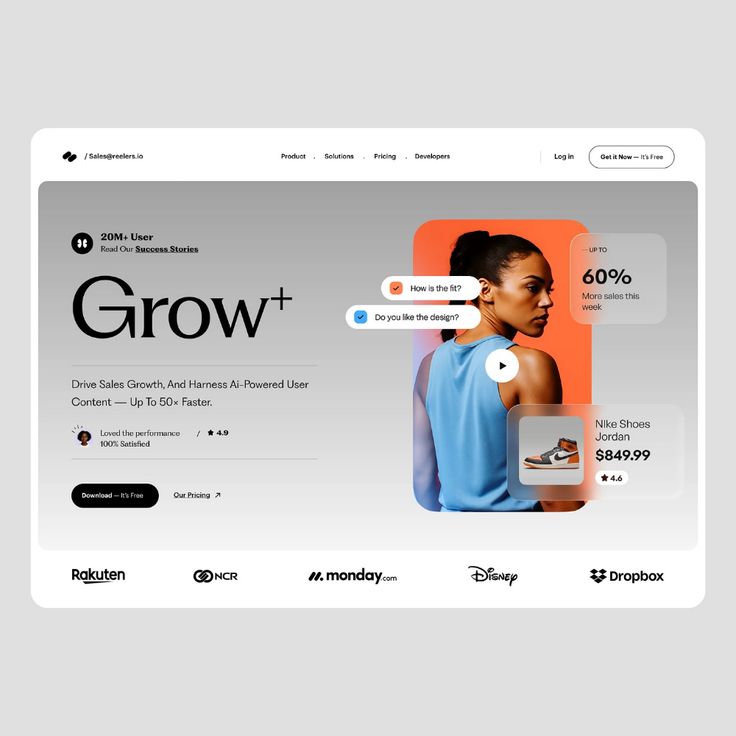 / Sales@reelers.io
Product . Solutions . Pricing . Developers
Log in
Get it Now — It's Free
20M+ User
Read Our Success Stories
Grow+
Drive Sales Growth, And Harness Ai-Powered User
Content — Up To 50× Faster.
Loved the performance
100% Satisfied
/ ★ 4.9
Download — It's Free
Our Pricing ↗
How is the fit?
Do you like the design?
— UP TO
60%
More sales this
week
NIke Shoes
Jordan
$849.99
★ 4.6
Rakuten
NCR
monday.com
Disney
Dropbox